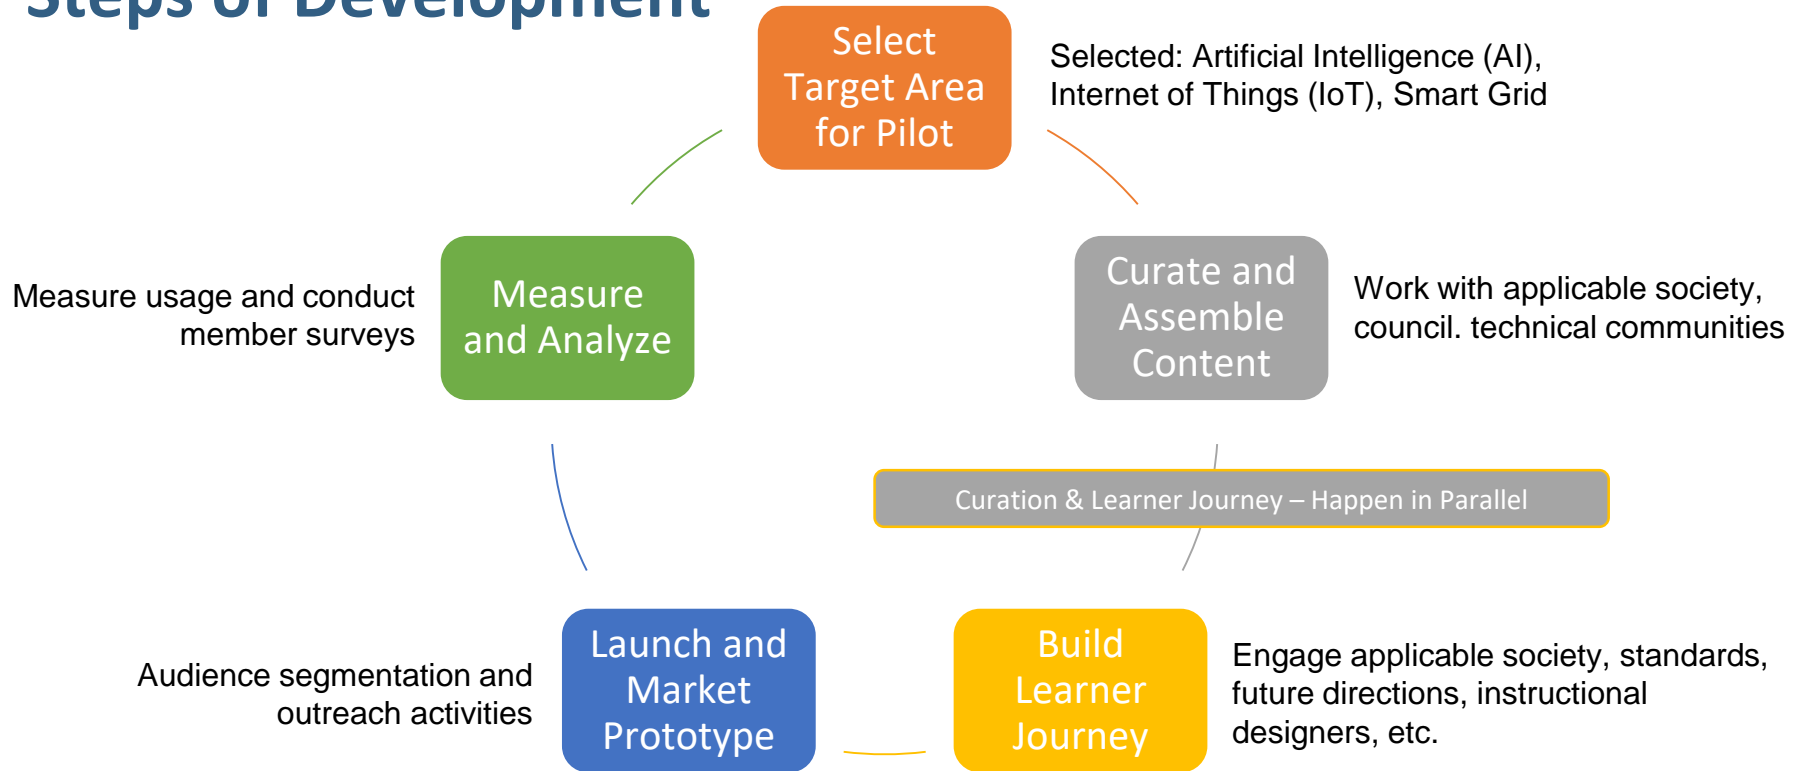 Steps of Development
Select
Target Area
for Pilot
Selected: Artificial Intelligence (AI),
Internet of Things (IoT), Smart Grid
Curate and
Assemble
Content
Work with applicable society,
council. technical communities
Curation & Learner Journey – Happen in Parallel
Build
Learner
Journey
Engage applicable society, standards,
future directions, instructional
designers, etc.
Launch and
Market
Prototype
Audience segmentation and
outreach activities
Measure
and Analyze
Measure usage and conduct
member surveys